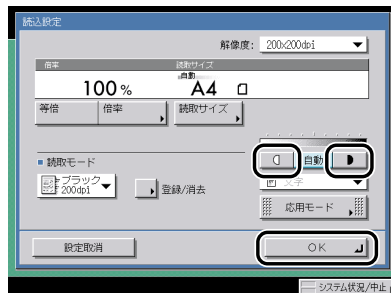 読込設定
解像度: 200x200dpi
倍率 読取サイズ
自動
100% A4
等倍 倍率 読取サイズ
自動
読取モード
ブラック
200dpi
登録/消去
文字
応用モード
設定取消 OK
システム状況/中止